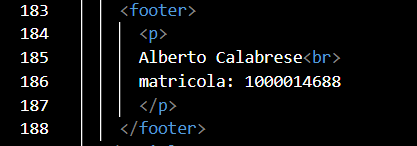 183 <footer>
184 <p>
185 Alberto Calabrese<br>
186 matricola: 1000014688
187 </p>
188 </footer>